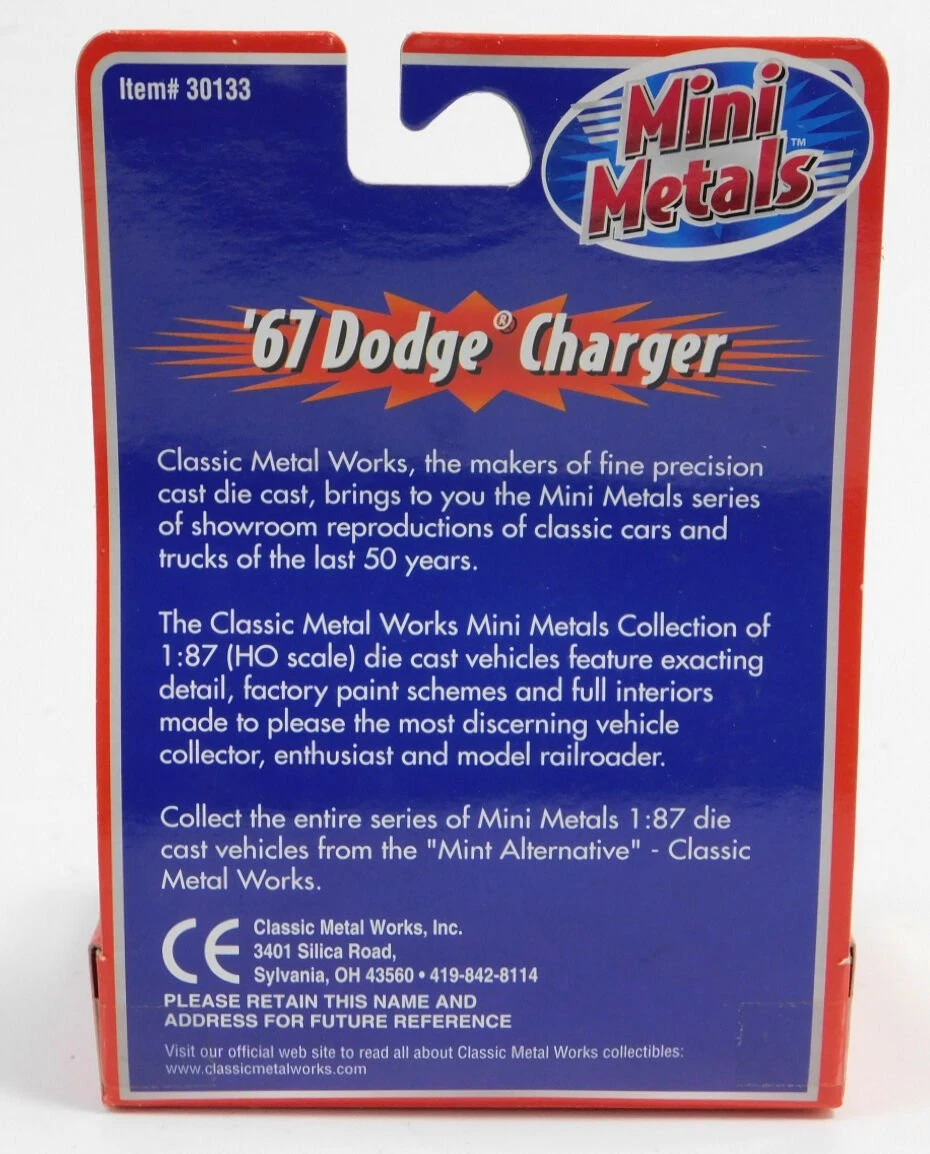 Item# 30133
Mini
Metals™
'67 Dodge® Charger
Classic Metal Works, the makers of fine precision
cast die cast, brings to you the Mini Metals series
of showroom reproductions of classic cars and
trucks of the last 50 years.
The Classic Metal Works Mini Metals Collection of
1:87 (HO scale) die cast vehicles feature exacting
detail, factory paint schemes and full interiors
made to please the most discerning vehicle
collector, enthusiast and model railroader.
Collect the entire series of Mini Metals 1:87 die
cast vehicles from the "Mint Alternative" - Classic
Metal Works.
CE
Classic Metal Works, Inc.
3401 Silica Road,
Sylvania, OH 43560 • 419-842-8114
PLEASE RETAIN THIS NAME AND
ADDRESS FOR FUTURE REFERENCE
Visit our official web site to read all about Classic Metal Works collectibles:
www.classicmetalworks.com